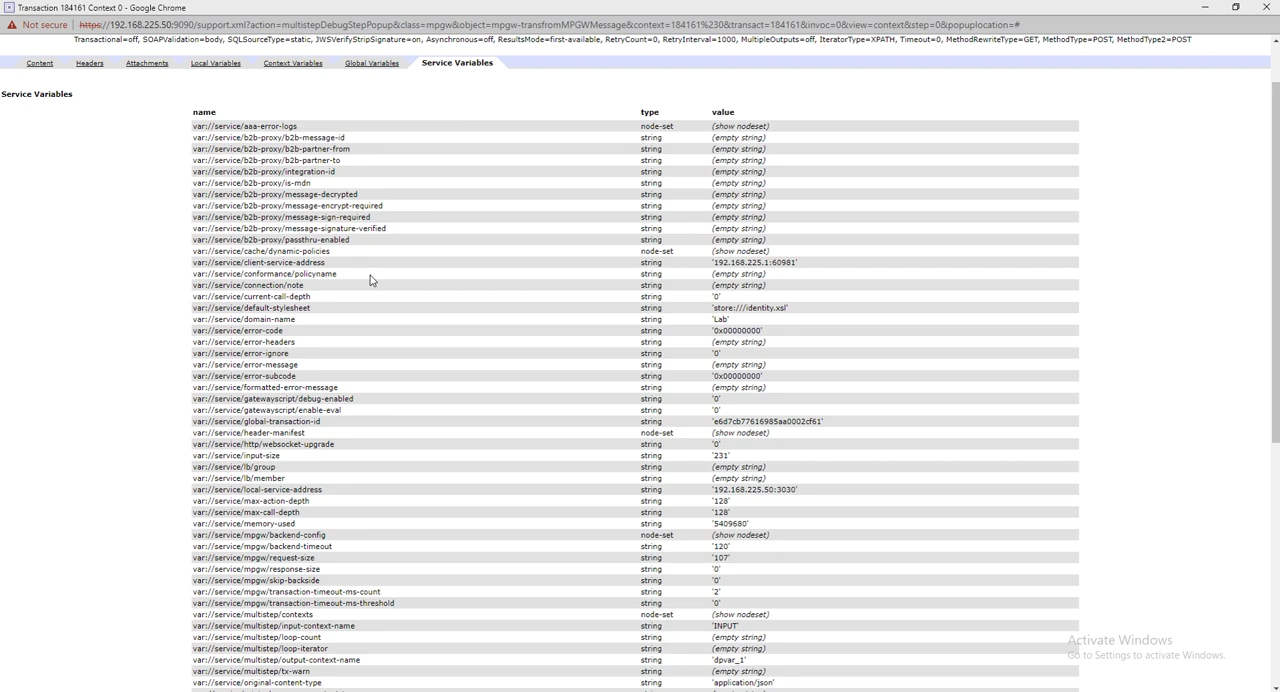 Transaction 184161 Context 0 - Google Chrome
Not secure | https://192.168.225.50:9090/support.xml?action=multistepDebugStepPopup&class=mpgw&object=mpgw-transfromMPGWMessage&context=184161%230&transact=184161&invoc=0&view=context&step=0&popuplocation=#
Transactional=off, SOAPValidation=body, SQLSourceType=static, JWSVerifyStripSignature=on, Asynchronous=off, ResultsMode=first-available, RetryCount=0, RetryInterval=1000, MultipleOutputs=off, IteratorType=XPATH, Timeout=0, MethodRewriteType=GET, MethodType=POST, MethodType2=POST
Content Headers Attachments Local Variables Context Variables Global Variables Service Variables
Service Variables
name type value
var://service/aaa-error-logs node-set (show nodeset)
var://service/b2b-proxy/b2b-message-id string (empty string)
var://service/b2b-proxy/b2b-partner-from string (empty string)
var://service/b2b-proxy/b2b-partner-to string (empty string)
var://service/b2b-proxy/integration-id string (empty string)
var://service/b2b-proxy/is-mdn string (empty string)
var://service/b2b-proxy/message-decrypted string (empty string)
var://service/b2b-proxy/message-encrypt-required string (empty string)
var://service/b2b-proxy/message-sign-required string (empty string)
var://service/b2b-proxy/message-signature-verified string (empty string)
var://service/b2b-proxy/passthru-enabled string (empty string)
var://service/cache/dynamic-policies node-set (show nodeset)
var://service/client-service-address string '192.168.225.1:60981'
var://service/conformance/policyname string (empty string)
var://service/connection/note string (empty string)
var://service/current-call-depth string '0'
var://service/default-stylesheet string 'store:///identity.xsl'
var://service/domain-name string 'Lab'
var://service/error-code string '0x00000000'
var://service/error-headers string (empty string)
var://service/error-ignore string '0'
var://service/error-message string (empty string)
var://service/error-subcode string '0x00000000'
var://service/formatted-error-message string (empty string)
var://service/gatewayscript/debug-enabled string '0'
var://service/gatewayscript/enable-eval string '0'
var://service/global-transaction-id string 'e6d7cb77616985aa0002cf61'
var://service/header-manifest node-set (show nodeset)
var://service/http/websocket-upgrade string '0'
var://service/input-size string '231'
var://service/lb/group string (empty string)
var://service/lb/member string (empty string)
var://service/local-service-address string '192.168.225.50:3030'
var://service/max-action-depth string '128'
var://service/max-call-depth string '128'
var://service/memory-used string '5409680'
var://service/mpgw/backend-config node-set (show nodeset)
var://service/mpgw/backend-timeout string '120'
var://service/mpgw/request-size string '107'
var://service/mpgw/response-size string '0'
var://service/mpgw/skip-backside string '0'
var://service/mpgw/transaction-timeout-ms-count string '2'
var://service/mpgw/transaction-timeout-ms-threshold string '0'
var://service/multistep/contexts node-set (show nodeset)
var://service/multistep/input-context-name string 'INPUT'
var://service/multistep/loop-count string (empty string)
var://service/multistep/loop-iterator string (empty string)
var://service/multistep/output-context-name string 'dpvar_1'
var://service/multistep/tx-warn string (empty string)
var://service/original-content-type string 'application/json'
Activate Windows
Go to Settings to activate Windows.